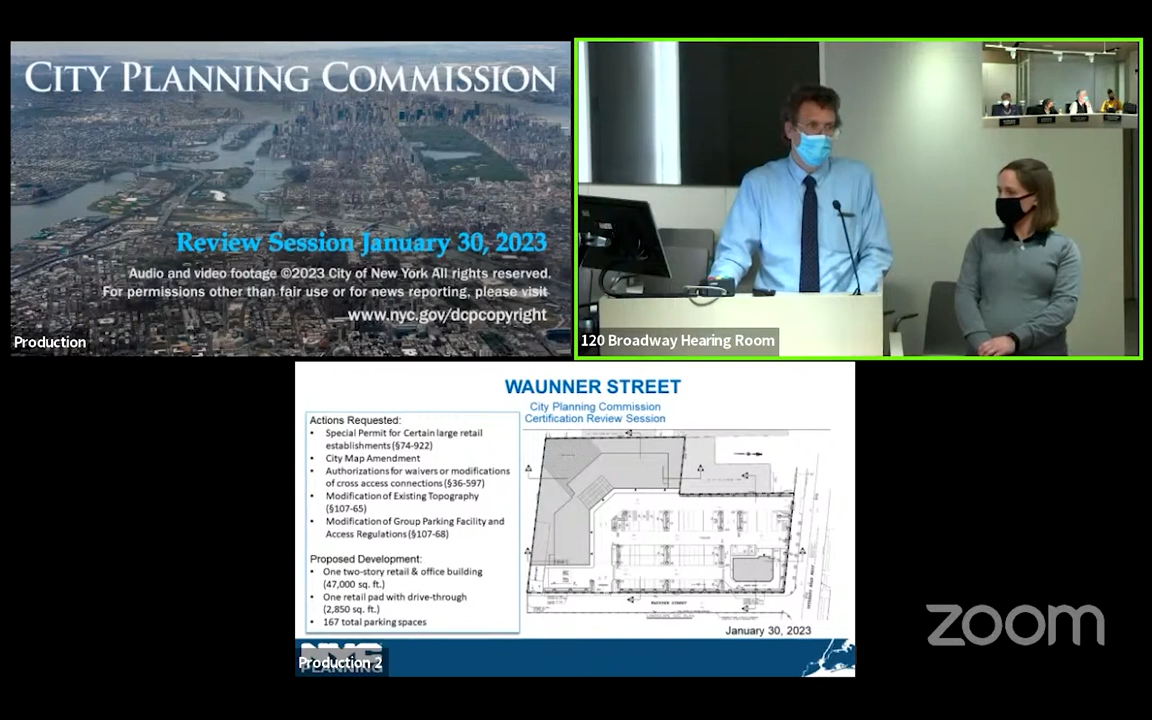 CITY PLANNING COMMISSION
Review Session January 30, 2023
Audio and video footage ©2023 City of New York All rights reserved.
For permissions other than fair use or for news reporting, please visit
www.nyc.gov/dcpcopyright
Production
120 Broadway Hearing Room
WAUNNER STREET
City Planning Commission
Certification Review Session
Actions Requested:
• Special Permit for Certain large retail
establishments (§74-922)
• City Map Amendment
• Authorizations for waivers or modifications
of cross access connections (§36-597)
• Modification of Existing Topography
(§107-65)
• Modification of Group Parking Facility and
Access Regulations (§107-68)
Proposed Development:
• One two-story retail & office building
(47,000 sq. ft.)
• One retail pad with drive-through
(2,850 sq. ft.)
• 167 total parking spaces
WAUNNER STREET
January 30, 2023
NYC
PLANNING
Production 2
zoom